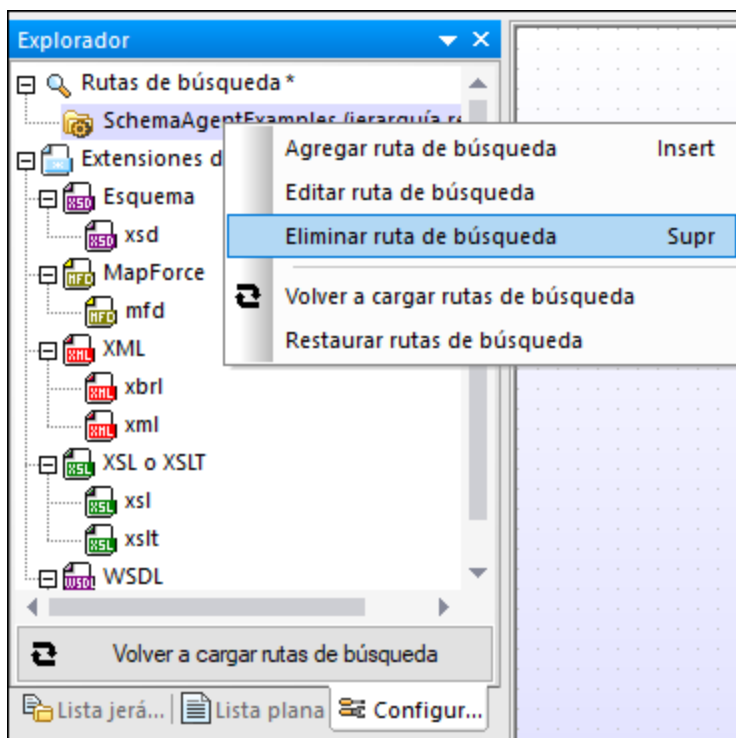 Explorador
Rutas de búsqueda*
SchemaAgentExamples (jerarquía re
Agregar ruta de búsqueda Insert
Extensiones d
Editar ruta de búsqueda
Esquema
Eliminar ruta de búsqueda Supr
xsd
MapForce
Volver a cargar rutas de búsqueda
mfd
Restaurar rutas de búsqueda
XML
xbrl
xml
XSL o XSLT
xsl
xslt
WSDL
Volver a cargar rutas de búsqueda
Lista jerá... Lista plana Configur...